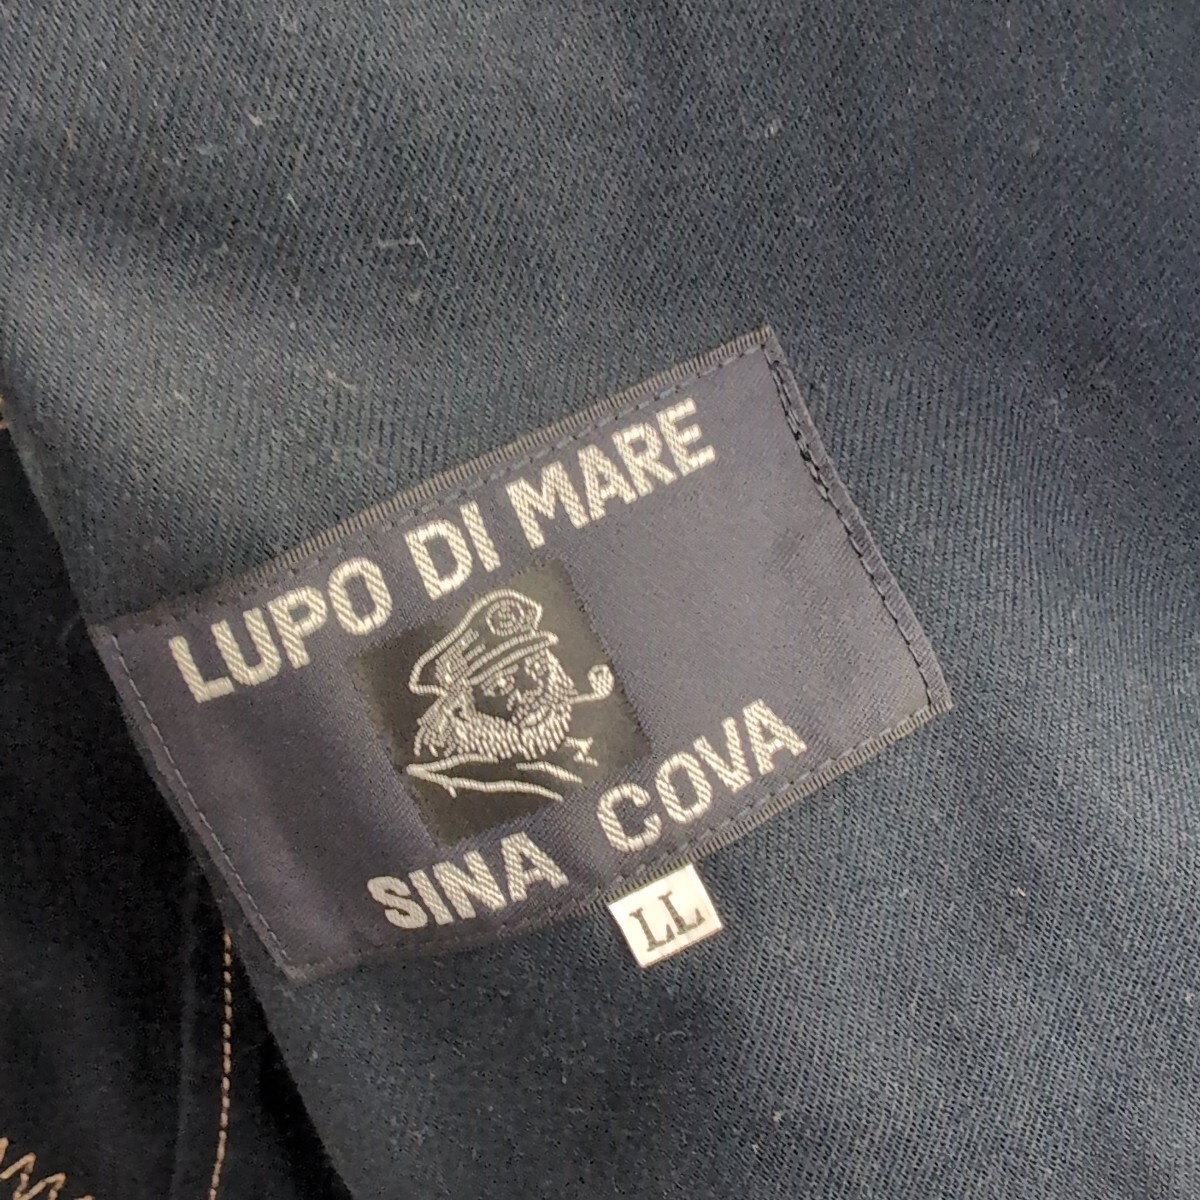 LUPO DI MARE
SINA COVA
LL